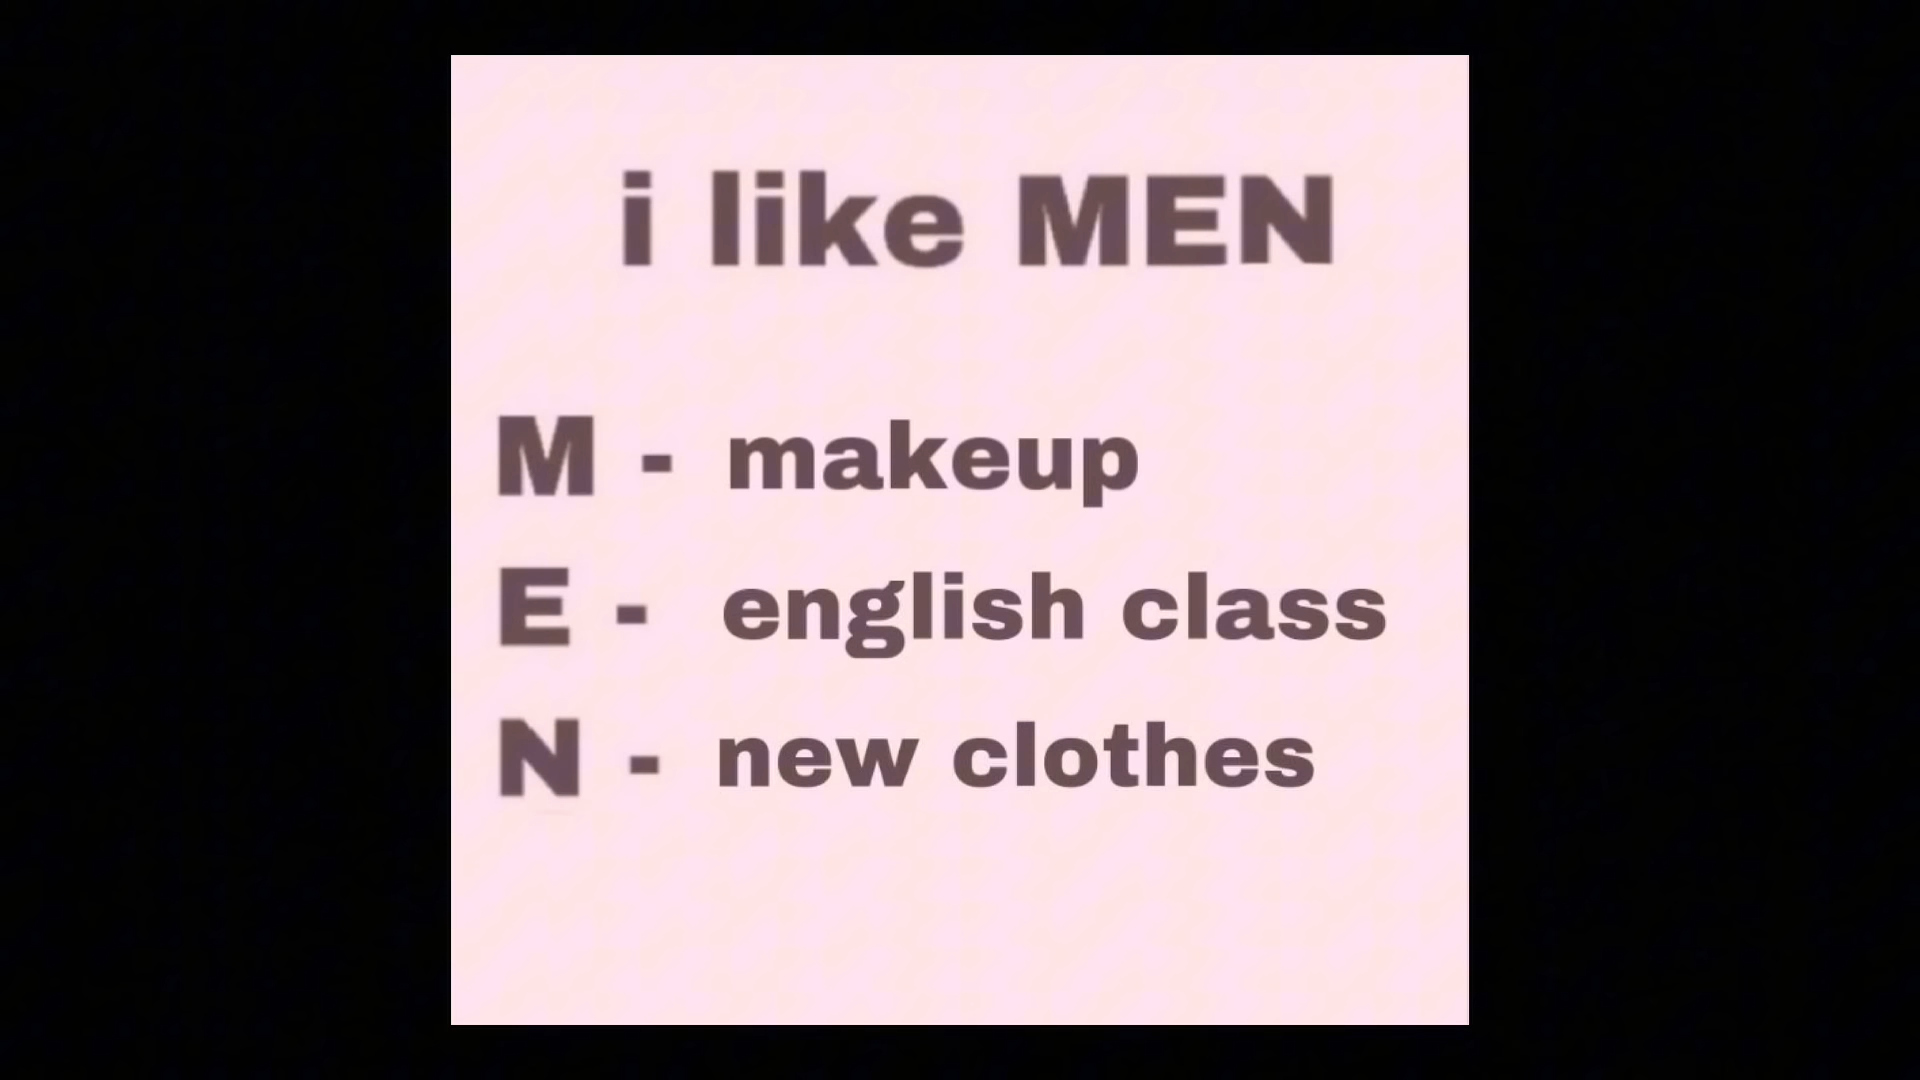 i like MEN
M - makeup
E - english class
N - new clothes